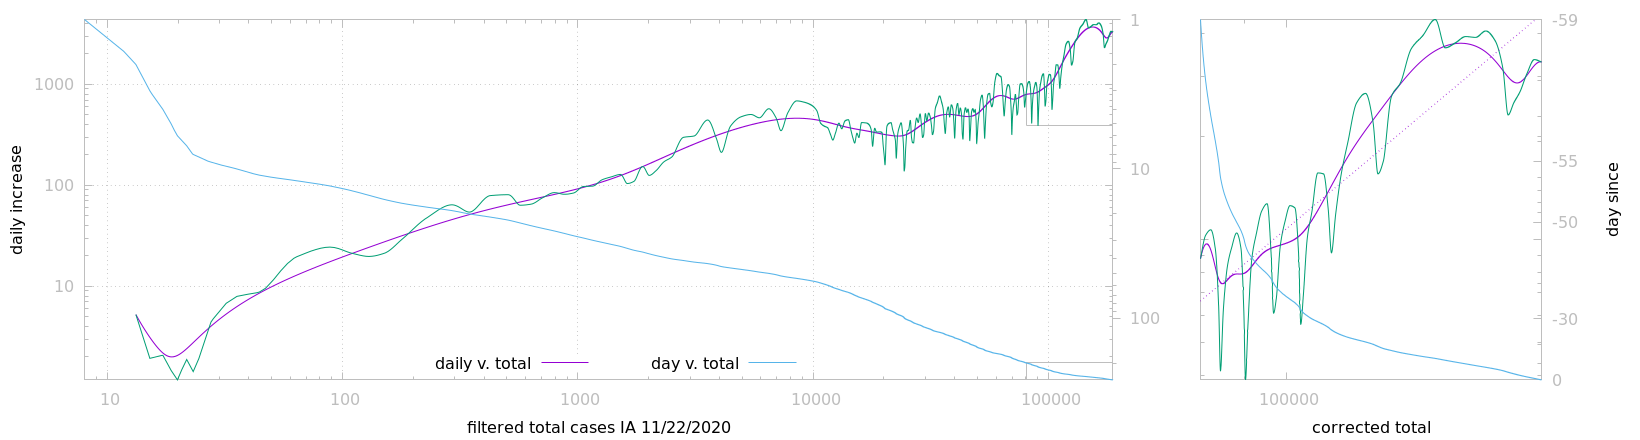 1000
100
10
daily increase
10
100
1000
10000
100000
1
10
100
daily v. total
day v. total
filtered total cases IA 11/22/2020
100000
-59
-55
-50
-30
0
day since
corrected total